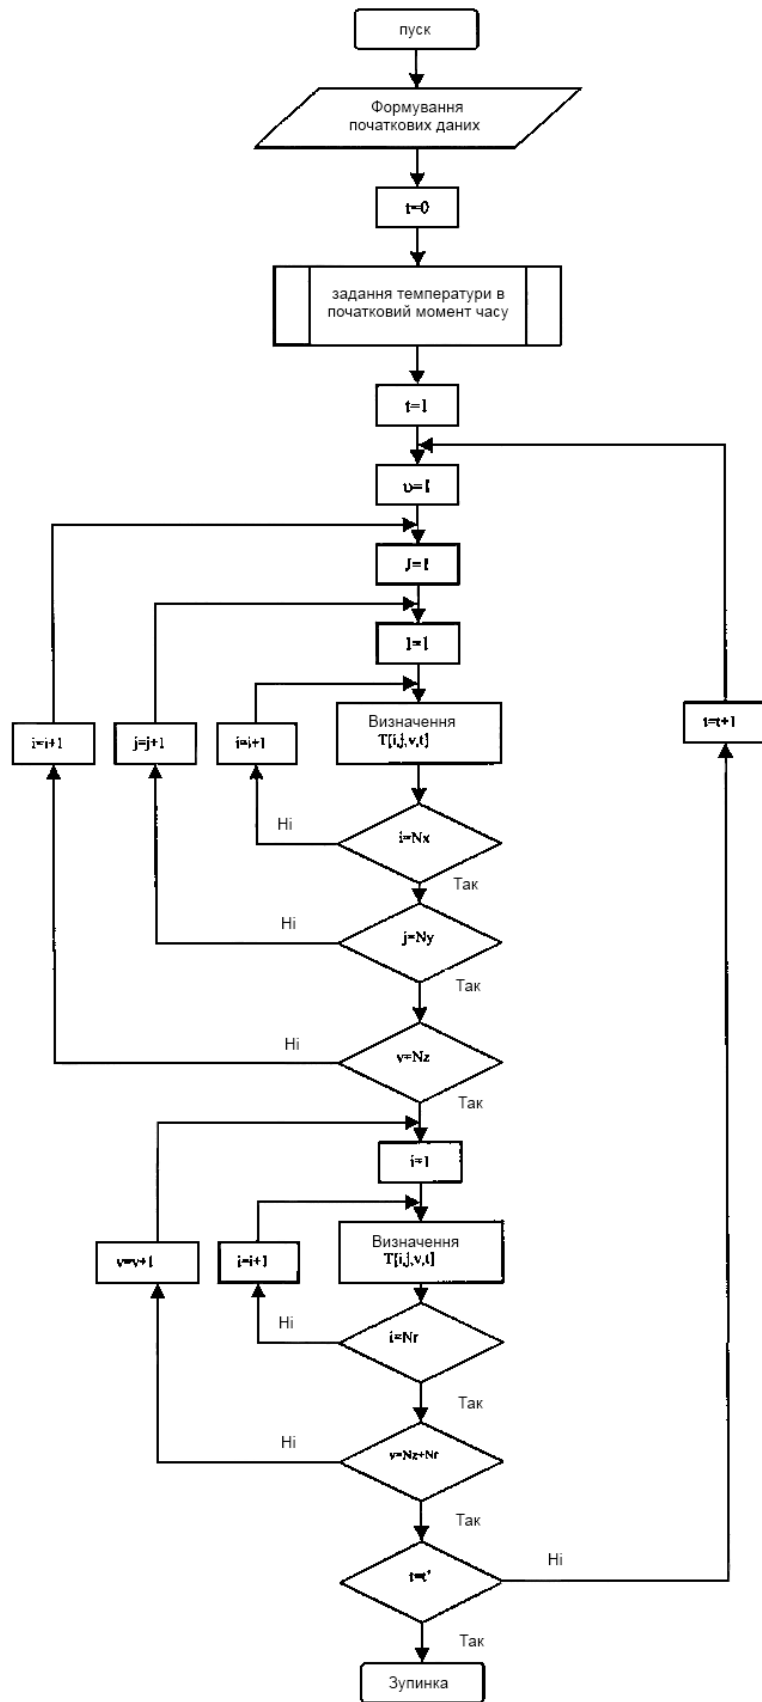 пуск
Формування
початкових даних
t=0
задання температури в
початковий момент часу
t=1
υ=1
J=1
I=1
Визначення
T[i,j,v,t]
i=i+1
j=j+1
i=i+1
t=t+1
Ні
i=Nx
Так
Ні
j=Ny
Так
Ні
v=Nz
Так
i=1
Визначення
T[i,j,v,t]
v=v+1
i=i+1
Ні
i=Nr
Так
Ні
v=Nz+Nr
Так
t=t'
Ні
Так
Зупинка